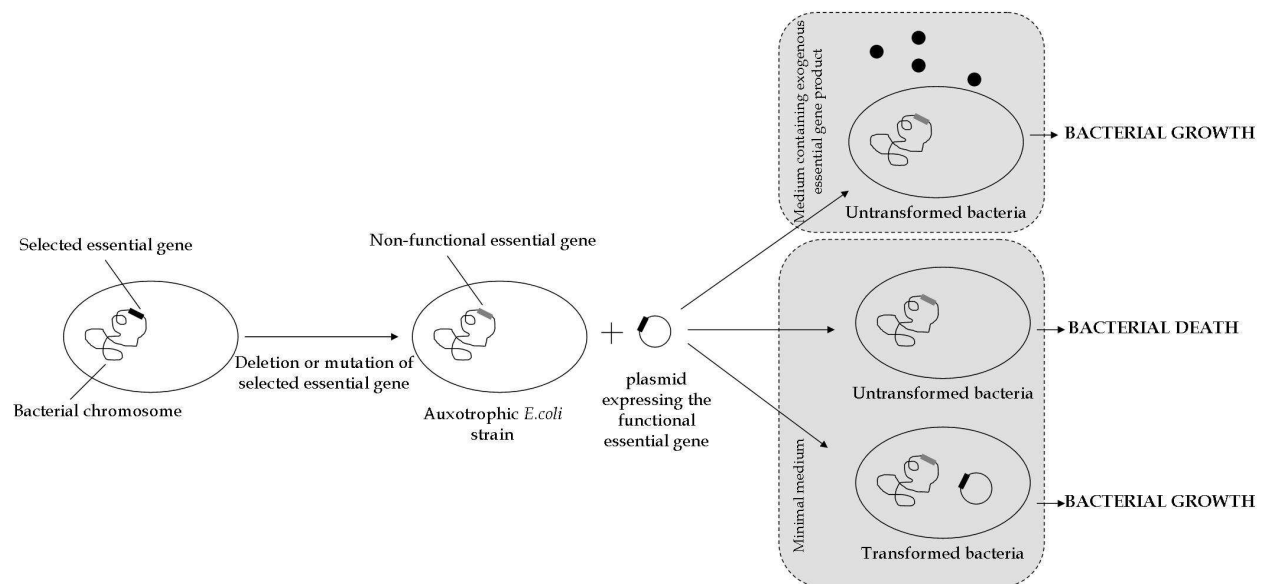 Selected essential gene
Bacterial chromosome
Deletion or mutation of
selected essential gene
Non-functional essential gene
Auxotrophic E.coli
strain
+
plasmid
expressing the
functional
essential gene
Medium containing exogenous
essential gene product
Untransformed bacteria
BACTERIAL GROWTH
Minimal medium
Untransformed bacteria
BACTERIAL DEATH
Transformed bacteria
BACTERIAL GROWTH